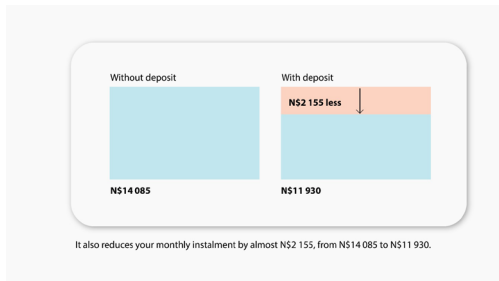 Without deposit
With deposit
N$2 155 less
N$14 085
N$11 930
It also reduces your monthly instalment by almost N$2 155, from N$14 085 to N$11 930.